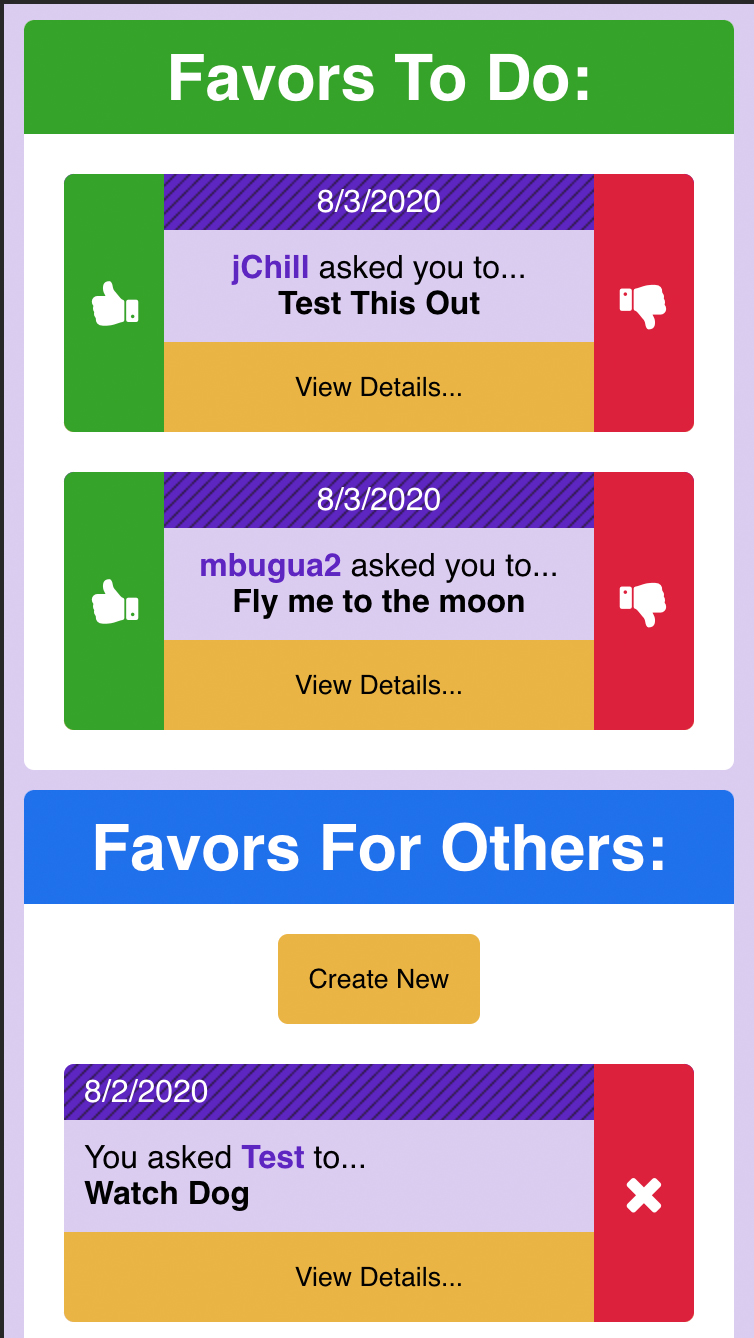 Favors To Do:
8/3/2020
jChill asked you to...
Test This Out
View Details...
8/3/2020
mbugua2 asked you to...
Fly me to the moon
View Details...
Favors For Others:
Create New
8/2/2020
You asked Test to...
Watch Dog
View Details...